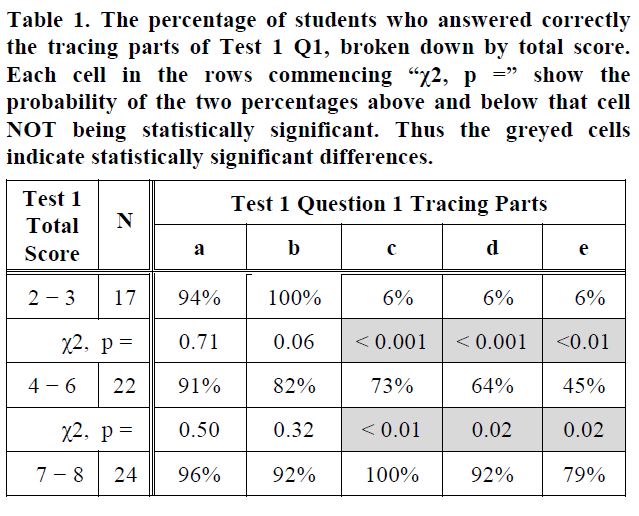 Table 1. The percentage of students who answered correctly
the tracing parts of Test 1 Q1, broken down by total score.
Each cell in the rows commencing “χ2, p =” show the
probability of the two percentages above and below that cell
NOT being statistically significant. Thus the greyed cells
indicate statistically significant differences.
Test 1 Total Score N Test 1 Question 1 Tracing Parts
a b c d e
2 − 3 17 94% 100% 6% 6% 6%
χ2, p = 0.71 0.06 < 0.001 < 0.001 <0.01
4 − 6 22 91% 82% 73% 64% 45%
χ2, p = 0.50 0.32 < 0.01 0.02 0.02
7 − 8 24 96% 92% 100% 92% 79%